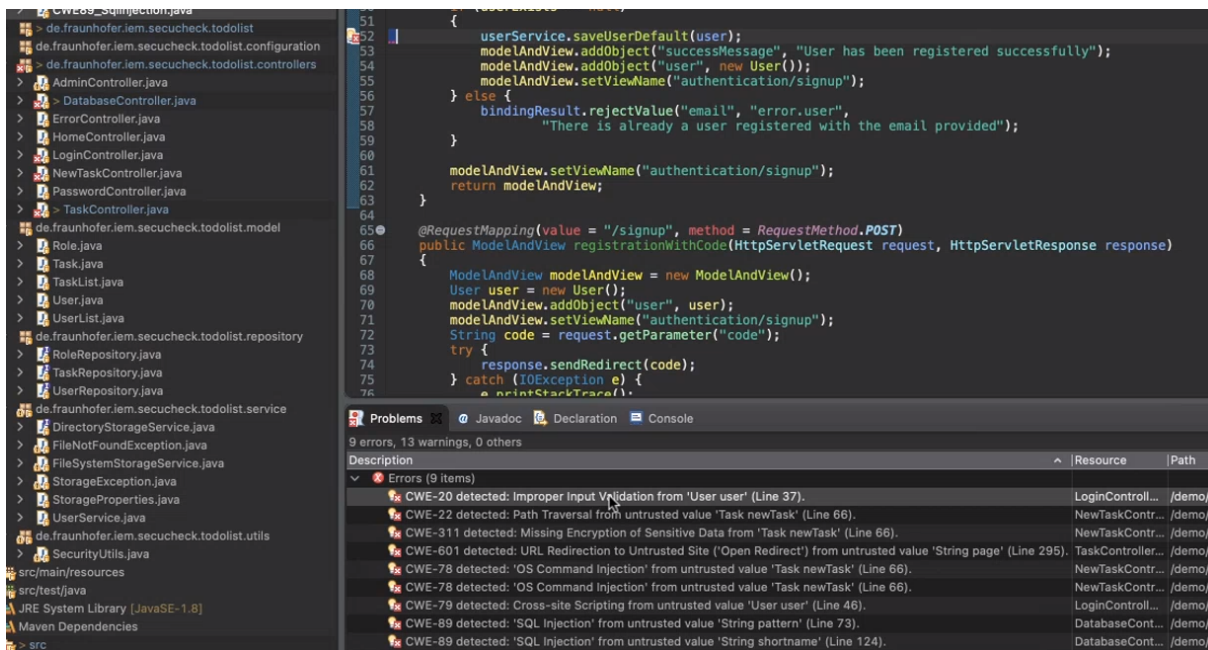 CWE89_SqlInjection.java
> de.fraunhofer.iem.secucheck.todolist
de.fraunhofer.iem.secucheck.todolist.configuration
> de.fraunhofer.iem.secucheck.todolist.controllers
> AdminController.java
> > DatabaseController.java
> ErrorController.java
> HomeController.java
> LoginController.java
> NewTaskController.java
> PasswordController.java
> > TaskController.java
de.fraunhofer.iem.secucheck.todolist.model
> Role.java
> Task.java
> TaskList.java
> User.java
> UserList.java
de.fraunhofer.iem.secucheck.todolist.repository
> RoleRepository.java
> TaskRepository.java
> UserRepository.java
de.fraunhofer.iem.secucheck.todolist.service
> DirectoryStorageService.java
> FileNotFoundException.java
> FileSystemStorageService.java
> StorageException.java
> StorageProperties.java
> UserService.java
de.fraunhofer.iem.secucheck.todolist.utils
> SecurityUtils.java
src/main/resources
src/test/java
JRE System Library [JavaSE-1.8]
Maven Dependencies
> src
51 {
52 userService.saveUserDefault(user);
53 modelAndView.addObject("successMessage", "User has been registered successfully");
54 modelAndView.addObject("user", new User());
55 modelAndView.setViewName("authentication/signup");
56 } else {
57 bindingResult.rejectValue("email", "error.user",
58 "There is already a user registered with the email provided");
59 }
60
61 modelAndView.setViewName("authentication/signup");
62 return modelAndView;
63 }
64
65 @RequestMapping(value = "/signup", method = RequestMethod.POST)
66 public ModelAndView registrationWithCode(HttpServletRequest request, HttpServletResponse response)
67 {
68 ModelAndView modelAndView = new ModelAndView();
69 User user = new User();
70 modelAndView.addObject("user", user);
71 modelAndView.setViewName("authentication/signup");
72 String code = request.getParameter("code");
73 try {
74 response.sendRedirect(code);
75 } catch (IOException e) {
76 e.printStackTrace();
Problems @ Javadoc Declaration Console
9 errors, 13 warnings, 0 others
Description Resource Path
Errors (9 items)
CWE-20 detected: Improper Input Validation from 'User user' (Line 37). LoginControll... /demo/
CWE-22 detected: Path Traversal from untrusted value 'Task newTask' (Line 66). NewTaskContr... /demo/
CWE-311 detected: Missing Encryption of Sensitive Data from 'Task newTask' (Line 66). NewTaskContr... /demo/
CWE-601 detected: URL Redirection to Untrusted Site ('Open Redirect') from untrusted value 'String page' (Line 295). TaskController... /demo/
CWE-78 detected: 'OS Command Injection' from untrusted value 'Task newTask' (Line 66). NewTaskContr... /demo/
CWE-78 detected: 'OS Command Injection' from untrusted value 'Task newTask' (Line 66). NewTaskContr... /demo/
CWE-79 detected: Cross-site Scripting from untrusted value 'User user' (Line 46). LoginControll... /demo/
CWE-89 detected: 'SQL Injection' from untrusted value 'String pattern' (Line 73). DatabaseCont... /demo/
CWE-89 detected: 'SQL Injection' from untrusted value 'String shortname' (Line 124). DatabaseCont... /demo/